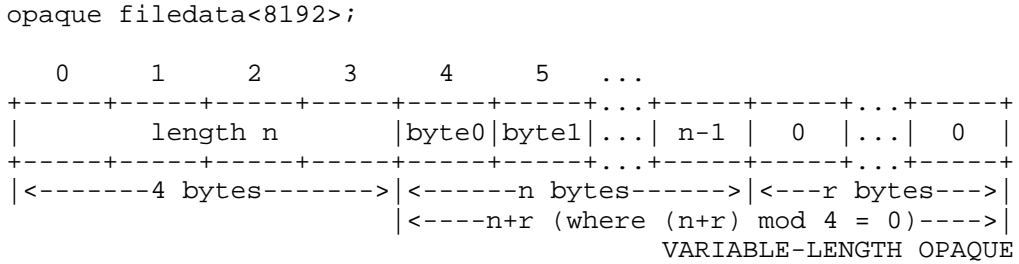 opaque filedata<8192>;
0 1 2 3 4 5 ...
+-----+-----+-----+-----+-----+-----+...+-----+-----+...+-----+
| length n |byte0|byte1|...| n-1 | 0 |...| 0 |
+-----+-----+-----+-----+-----+-----+...+-----+-----+...+-----+
|<-------4 bytes------->|<------n bytes------>|<---r bytes--->|
|<----n+r (where (n+r) mod 4 = 0)---->|
VARIABLE-LENGTH OPAQUE